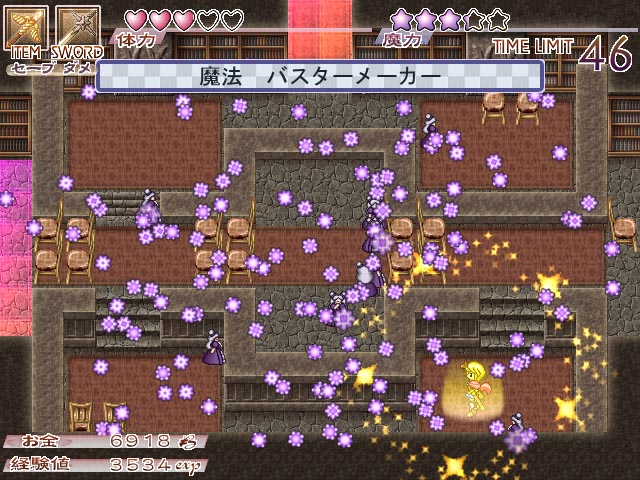 ITEM SWORD
セーブ ダメ
体力
魔力
TIME LIMIT 46
魔法 バスターメーカー
お金 6918
経験値 3534 exp